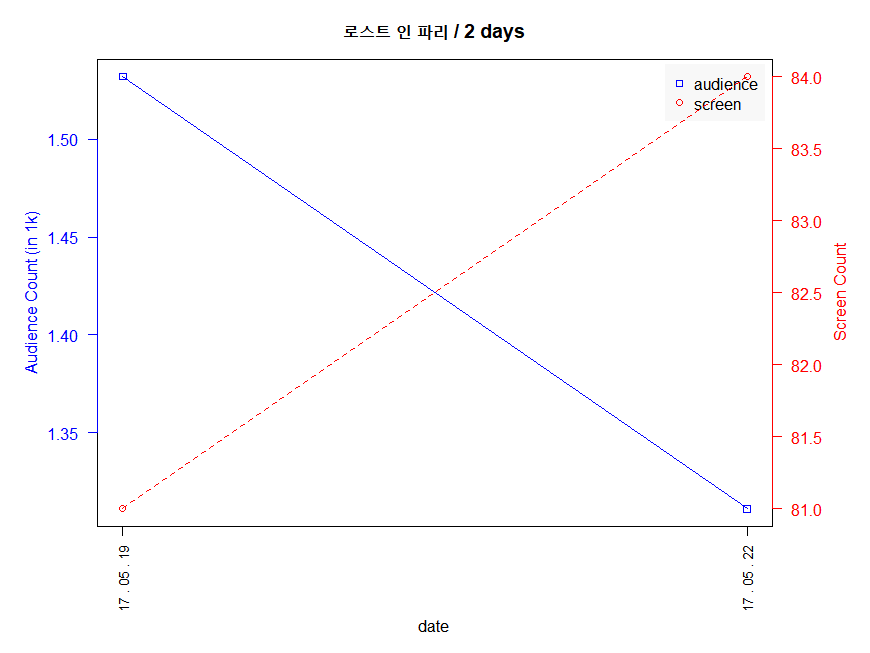 로스트 인 파리 / 2 days
audience
screen
Audience Count (in 1k)
1.50
1.45
1.40
1.35
84.0
83.5
83.0
82.5
82.0
81.5
81.0
Screen Count
17 . 05 . 19
17 . 05 . 22
date